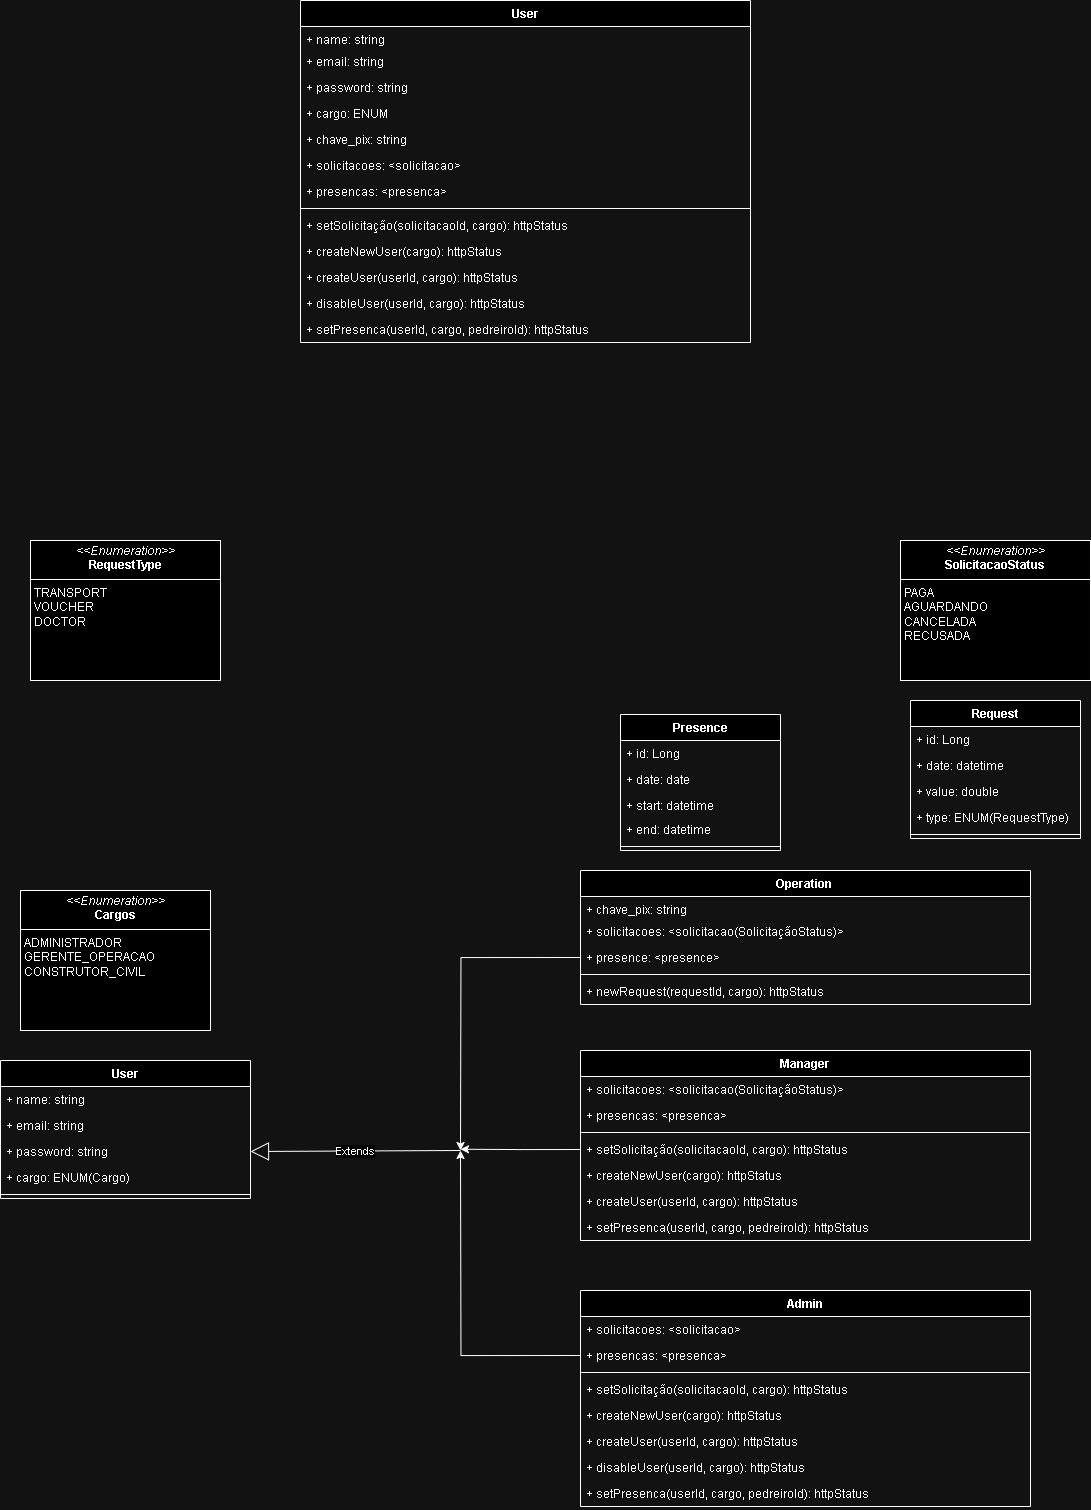 User
+ name: string
+ email: string
+ password: string
+ cargo: ENUM
+ chave_pix: string
+ solicitacoes: <solicitacao>
+ presencas: <presenca>
+ setSolicitação(solicitacaoId, cargo): httpStatus
+ createNewUser(cargo): httpStatus
+ createUser(userId, cargo): httpStatus
+ disableUser(userId, cargo): httpStatus
+ setPresenca(userId, cargo, pedreiroId): httpStatus
<<Enumeration>>
RequestType
TRANSPORT
VOUCHER
DOCTOR
<<Enumeration>>
SolicitacaoStatus
PAGA
AGUARDANDO
CANCELADA
RECUSADA
Presence
+ id: Long
+ date: date
+ start: datetime
+ end: datetime
Request
+ id: Long
+ date: datetime
+ value: double
+ type: ENUM(RequestType)
<<Enumeration>>
Cargos
ADMINISTRADOR
GERENTE_OPERACAO
CONSTRUTOR_CIVIL
Operation
+ chave_pix: string
+ solicitacoes: <solicitacao(SolicitaçãoStatus)>
+ presence: <presence>
+ newRequest(requestId, cargo): httpStatus
User
+ name: string
+ email: string
+ password: string
+ cargo: ENUM(Cargo)
Extends
Manager
+ solicitacoes: <solicitacao(SolicitaçãoStatus)>
+ presencas: <presenca>
+ setSolicitação(solicitacaoId, cargo): httpStatus
+ createNewUser(cargo): httpStatus
+ createUser(userId, cargo): httpStatus
+ setPresenca(userId, cargo, pedreiroId): httpStatus
Admin
+ solicitacoes: <solicitacao>
+ presencas: <presenca>
+ setSolicitação(solicitacaoId, cargo): httpStatus
+ createNewUser(cargo): httpStatus
+ createUser(userId, cargo): httpStatus
+ disableUser(userId, cargo): httpStatus
+ setPresenca(userId, cargo, pedreiroId): httpStatus